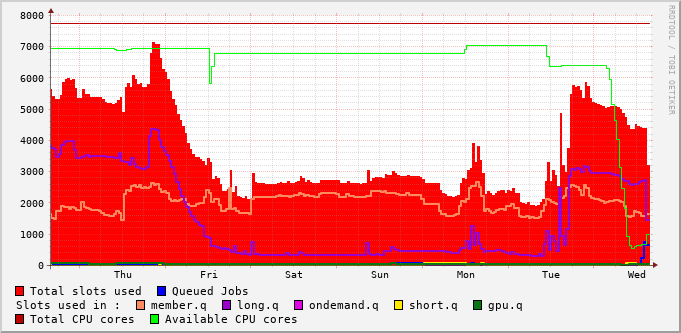 8000
7000
6000
5000
4000
3000
2000
1000
0
Thu Fri Sat Sun Mon Tue Wed
RRDTOOL / TOBI OETIKER
Total slots used Queued Jobs
Slots used in : member.q long.q ondemand.q short.q gpu.q
Total CPU cores Available CPU cores